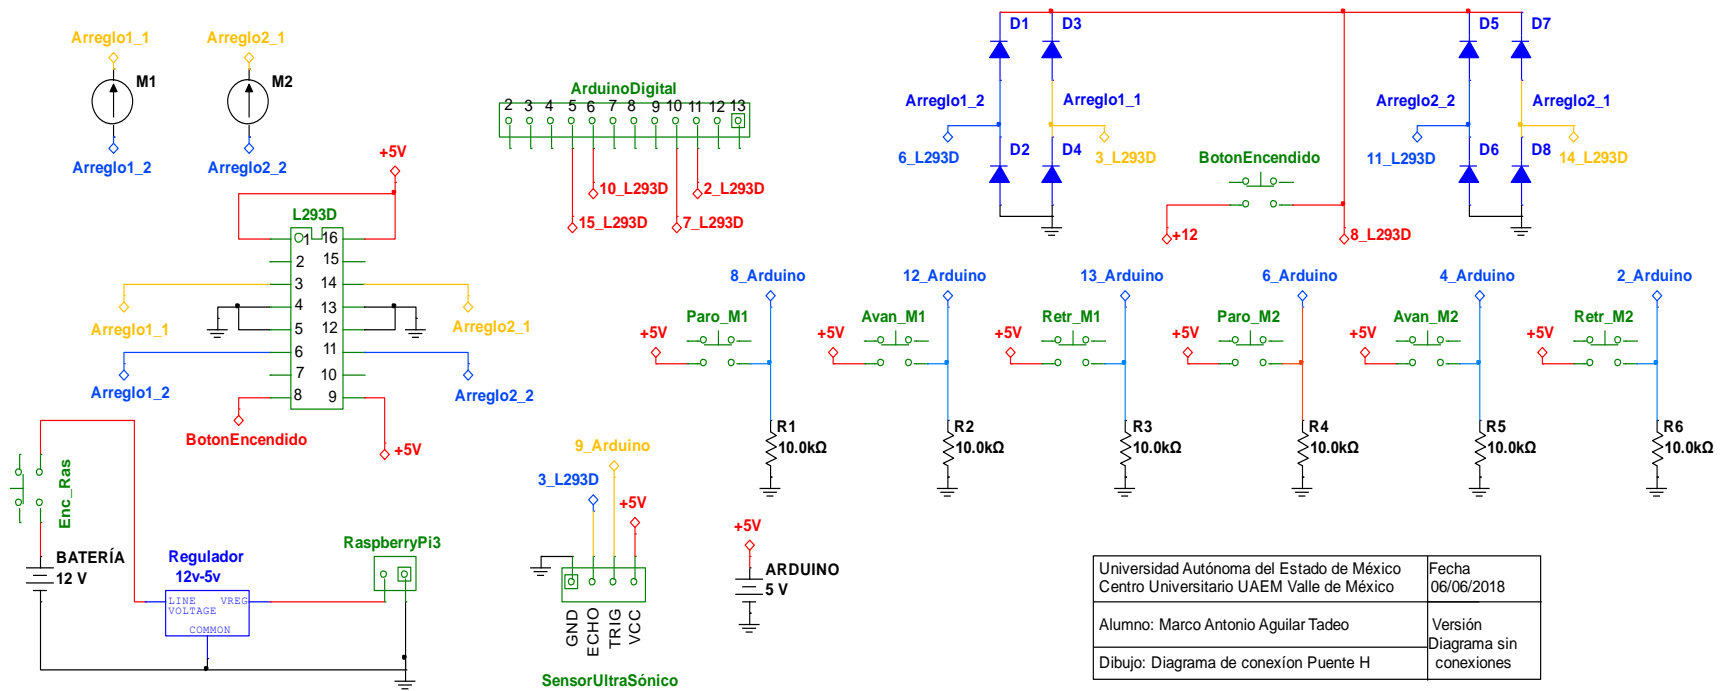 Arreglo1_1
Arreglo2_1
M1
M2
Arreglo1_2
Arreglo2_2
ArduinoDigital
2 3 4 5 6 7 8 9 10 11 12 13
10_L293D
2_L293D
15_L293D
7_L293D
D1
D3
D5
D7
Arreglo1_2
Arreglo1_1
Arreglo2_2
Arreglo2_1
6_L293D
3_L293D
11_L293D
14_L293D
D2
D4
D6
D8
BotonEncendido
+12
8_L293D
+5V
L293D
1 16
2 15
3 14
4 13
5 12
6 11
7 10
8 9
Arreglo1_1
Arreglo2_1
Arreglo1_2
Arreglo2_2
BotonEncendido
+5V
8_Arduino
12_Arduino
13_Arduino
6_Arduino
4_Arduino
2_Arduino
+5V
Paro_M1
+5V
Avan_M1
+5V
Retr_M1
+5V
Paro_M2
+5V
Avan_M2
+5V
Retr_M2
R1
10.0kΩ
R2
10.0kΩ
R3
10.0kΩ
R4
10.0kΩ
R5
10.0kΩ
R6
10.0kΩ
Enc_Ras
BATERÍA
12 V
Regulador
12v-5v
LINE VREG
VOLTAGE
COMMON
RaspberryPi3
9_Arduino
3_L293D
+5V
GND
ECHO
TRIG
VCC
SensorUltraSónico
+5V
ARDUINO
5 V
Universidad Autónoma del Estado de México
Centro Universitario UAEM Valle de México
Fecha
06/06/2018
Alumno: Marco Antonio Aguilar Tadeo
Dibujo: Diagrama de conexíon Puente H
Versión
Diagrama sin
conexiones